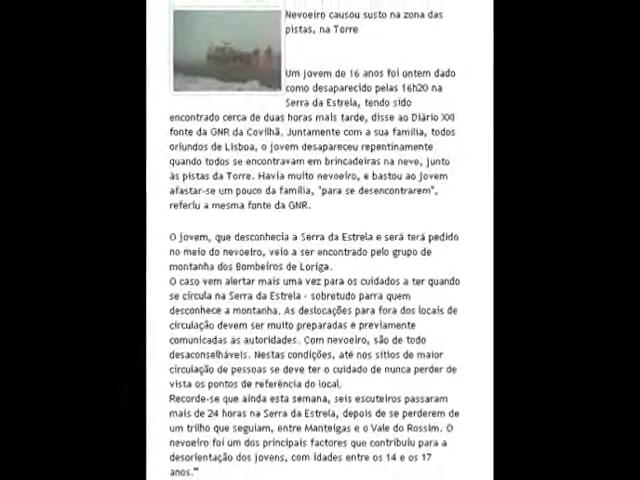 Nevoeiro causou susto na zona das
pistas, na Torre
Um jovem de 16 anos foi ontem dado
como desaparecido pelas 16h20 na
Serra da Estrela, tendo sido
encontrado cerca de duas horas mais tarde, disse ao Diário XXI
fonte da GNR da Covilhã. Juntamente com a sua família, todos
oriundos de Lisboa, o jovem desapareceu repentinamente
quando todos se encontravam em brincadeiras na neve, junto
às pistas da Torre. Havia muito nevoeiro, e bastou ao jovem
afastar-se um pouco da família, "para se desencontrarem",
referiu a mesma fonte da GNR.
O jovem, que desconhecia a Serra da Estrela e será terá pedido
no meio do nevoeiro, veio a ser encontrado pelo grupo de
montanha dos Bombeiros de Loriga.
O caso vem alertar mais uma vez para os cuidados a ter quando
se circula na Serra da Estrela - sobretudo parra quem
desconhece a montanha. As deslocações para fora dos locais de
circulação devem ser muito preparadas e previamente
comunicadas às autoridades. Com nevoeiro, são de todo
desaconselháveis. Nestas condições, até nos sítios de maior
circulação de pessoas se deve ter o cuidado de nunca perder de
vista os pontos de referência do local.
Recorde-se que ainda esta semana, seis escuteiros passaram
mais de 24 horas na Serra da Estrela, depois de se perderem de
um trilho que seguiam, entre Manteigas e o Vale do Rossim. O
nevoeiro foi um dos principais factores que contribuiu para a
desorientação dos jovens, com idades entre os 14 e os 17
anos."